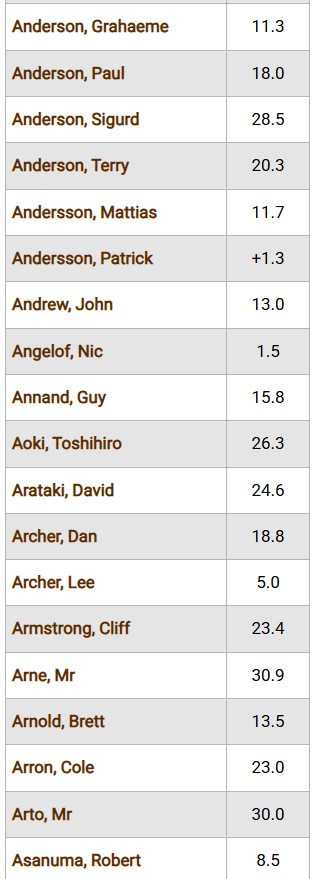 Anderson, Grahaeme 11.3
Anderson, Paul 18.0
Anderson, Sigurd 28.5
Anderson, Terry 20.3
Andersson, Mattias 11.7
Andersson, Patrick +1.3
Andrew, John 13.0
Angelof, Nic 1.5
Annand, Guy 15.8
Aoki, Toshihiro 26.3
Arataki, David 24.6
Archer, Dan 18.8
Archer, Lee 5.0
Armstrong, Cliff 23.4
Arne, Mr 30.9
Arnold, Brett 13.5
Arron, Cole 23.0
Arto, Mr 30.0
Asanuma, Robert 8.5